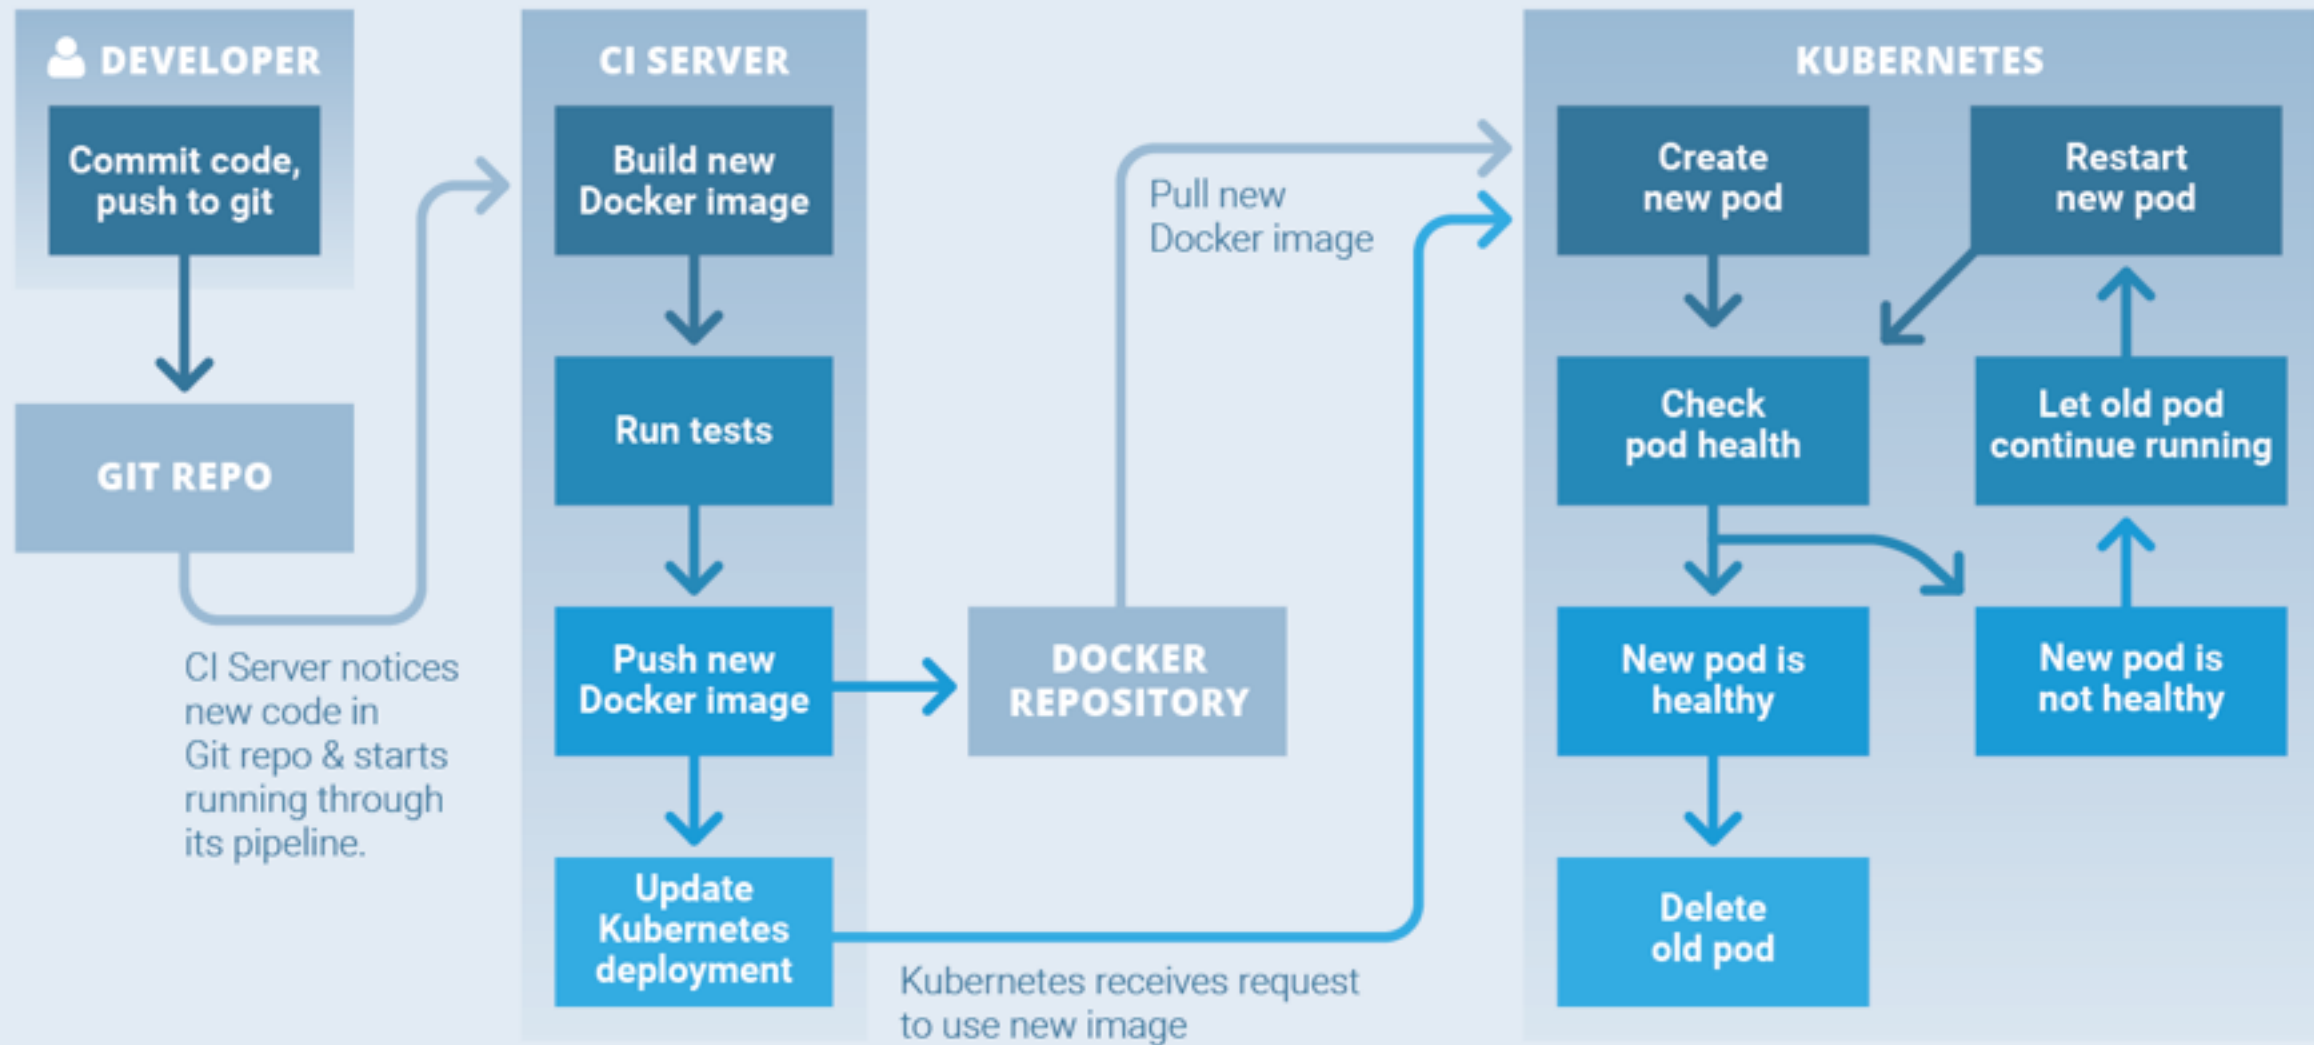 DEVELOPER
Commit code,
push to git
GIT REPO
CI Server notices
new code in
Git repo & starts
running through
its pipeline.
CI SERVER
Build new
Docker image
Run tests
Push new
Docker image
Update
Kubernetes
deployment
DOCKER
REPOSITORY
Pull new
Docker image
Kubernetes receives request
to use new image
KUBERNETES
Create
new pod
Restart
new pod
Check
pod health
Let old pod
continue running
New pod is
healthy
New pod is
not healthy
Delete
old pod